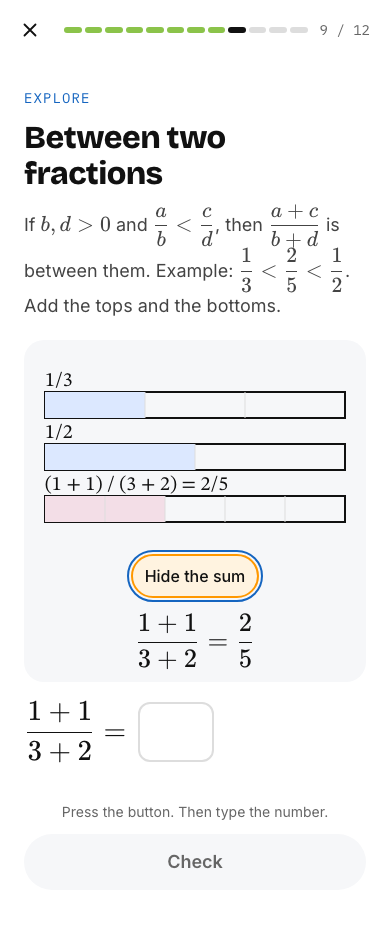 9 / 12
EXPLORE
Between two
fractions
If b, d > 0 and a/b < c/d, then (a + c)/(b + d) is
between them. Example: 1/3 < 2/5 < 1/2.
Add the tops and the bottoms.
1/3
1/2
(1 + 1) / (3 + 2) = 2/5
Hide the sum
(1 + 1)/(3 + 2) = 2/5
(1 + 1)/(3 + 2) =
Press the button. Then type the number.
Check